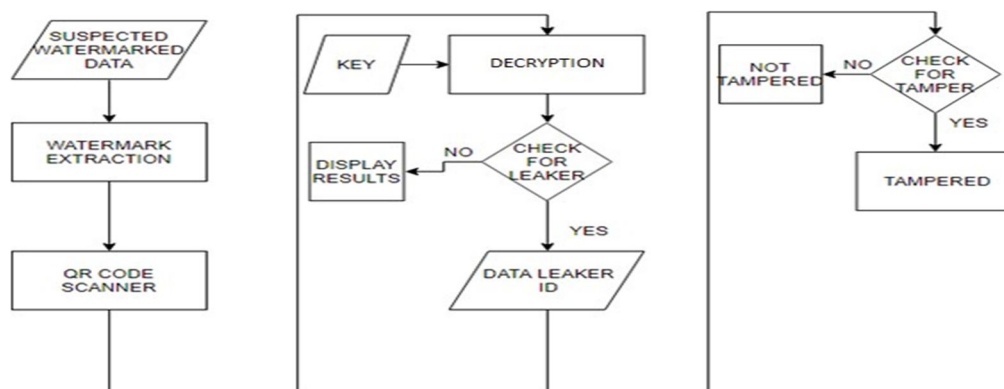 SUSPECTED
WATERMARKED
DATA
WATERMARK
EXTRACTION
QR CODE
SCANNER
KEY
DECRYPTION
CHECK
FOR
LEAKER
NO
DISPLAY
RESULTS
YES
DATA LEAKER
ID
CHECK
FOR
TAMPER
NO
NOT
TAMPERED
YES
TAMPERED